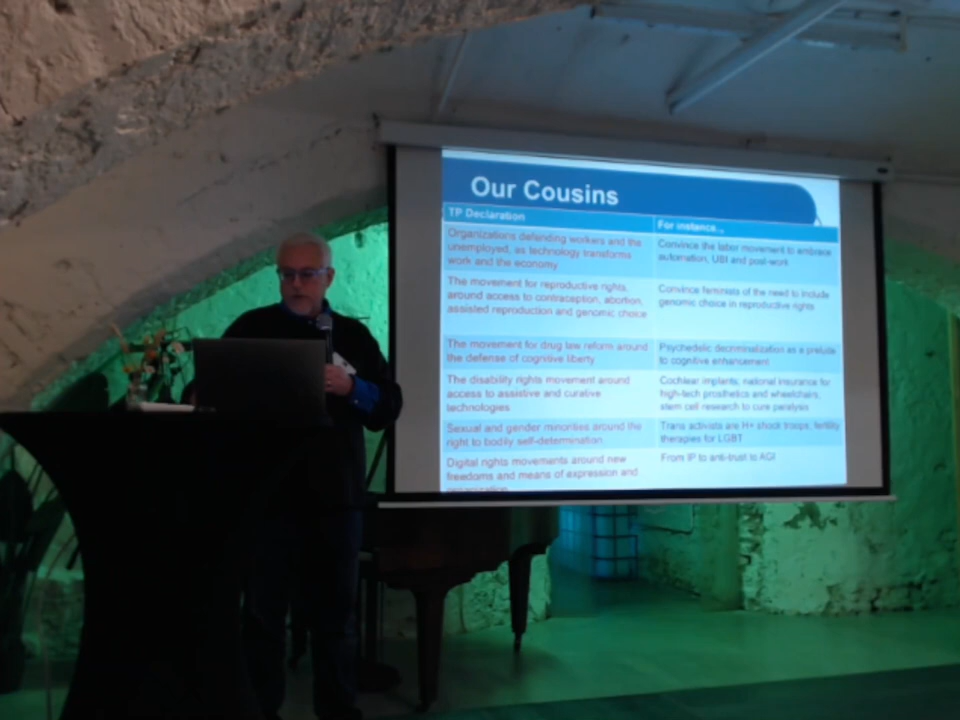 Our Cousins
TP Declaration
For instance...
Organizations defending workers and the
unemployed, as technology transforms
work and the economy
Convince the labor movement to embrace
automation, UBI and post-work
The movement for reproductive rights,
around access to contraception, abortion,
assisted reproduction and genomic choice
Convince feminists of the need to include
genomic choice in reproductive rights
The movement for drug law reform around
the defense of cognitive liberty
Psychedelic decriminalization as a prelude
to cognitive enhancement
The disability rights movement around
access to assistive and curative
technologies
Cochlear implants, national insurance for
high-tech prosthetics and wheelchairs,
stem cell research to cure paralysis
Sexual and gender minorities around the
right to bodily self-determination
Trans activists are H+ shock troops, fertility
therapies for LGBT
Digital rights movements around new
freedoms and means of expression and
From IP to anti-trust to AGI